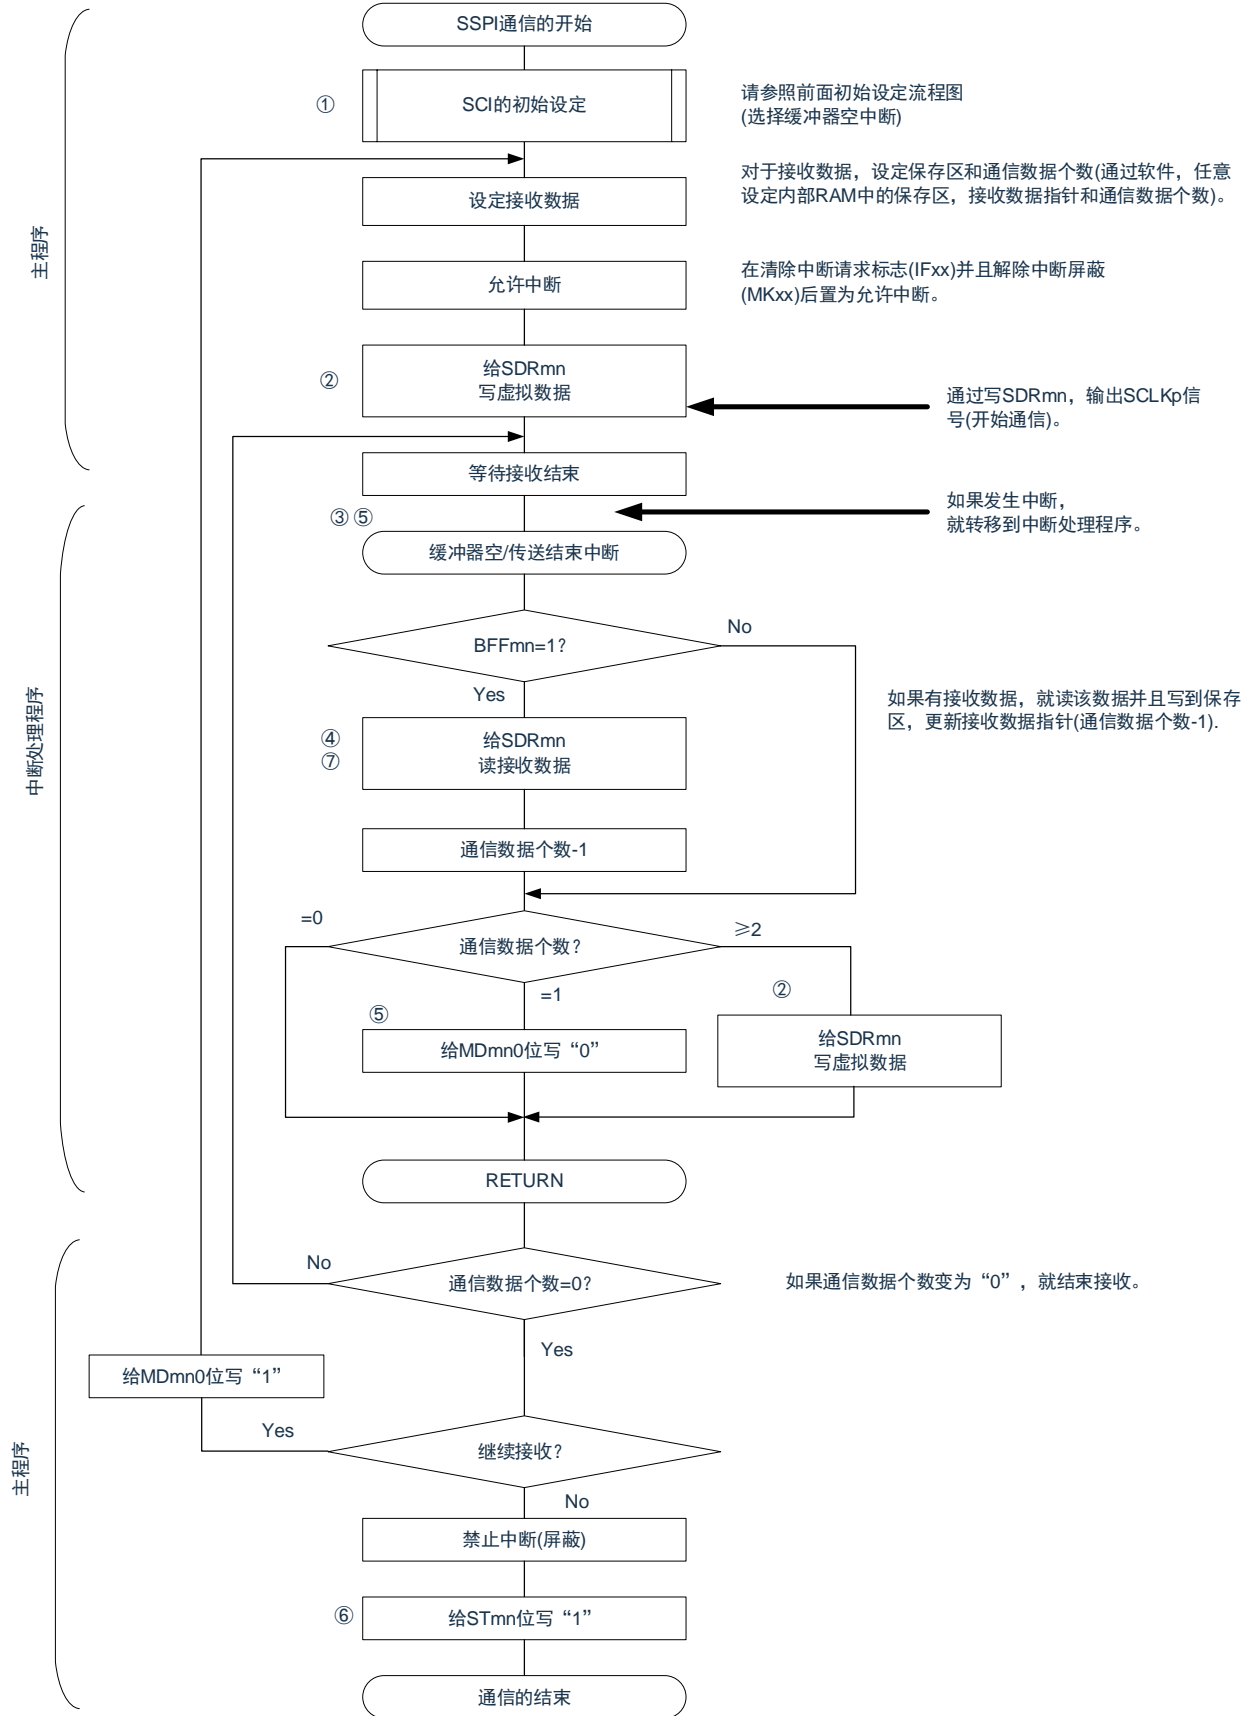 SSPI通信的开始
①
SCI的初始设定
请参照前面初始设定流程图
(选择缓冲器空中断)
设定接收数据
对于接收数据，设定保存区和通信数据个数(通过软件，任意
设定内部RAM中的保存区，接收数据指针和通信数据个数)。
主程序
允许中断
在清除中断请求标志(IFxx)并且解除中断屏蔽
(MKxx)后置为允许中断。
②
给SDRmn
写虚拟数据
通过写SDRmn，输出SCLKp信
号(开始通信)。
等待接收结束
如果发生中断，
就转移到中断处理程序。
③⑤
缓冲器空/传送结束中断
BFFmn=1?
No
Yes
如果有接收数据，就读该数据并且写到保存
区，更新接收数据指针(通信数据个数-1).
中断处理程序
④
⑦
给SDRmn
读接收数据
通信数据个数-1
=0
通信数据个数?
≥2
=1
⑤
给MDmn0位写“0”
②
给SDRmn
写虚拟数据
RETURN
No
通信数据个数=0?
如果通信数据个数变为“0”，就结束接收。
Yes
给MDmn0位写“1”
Yes
继续接收?
主程序
No
禁止中断(屏蔽)
⑥
给STmn位写“1”
通信的结束